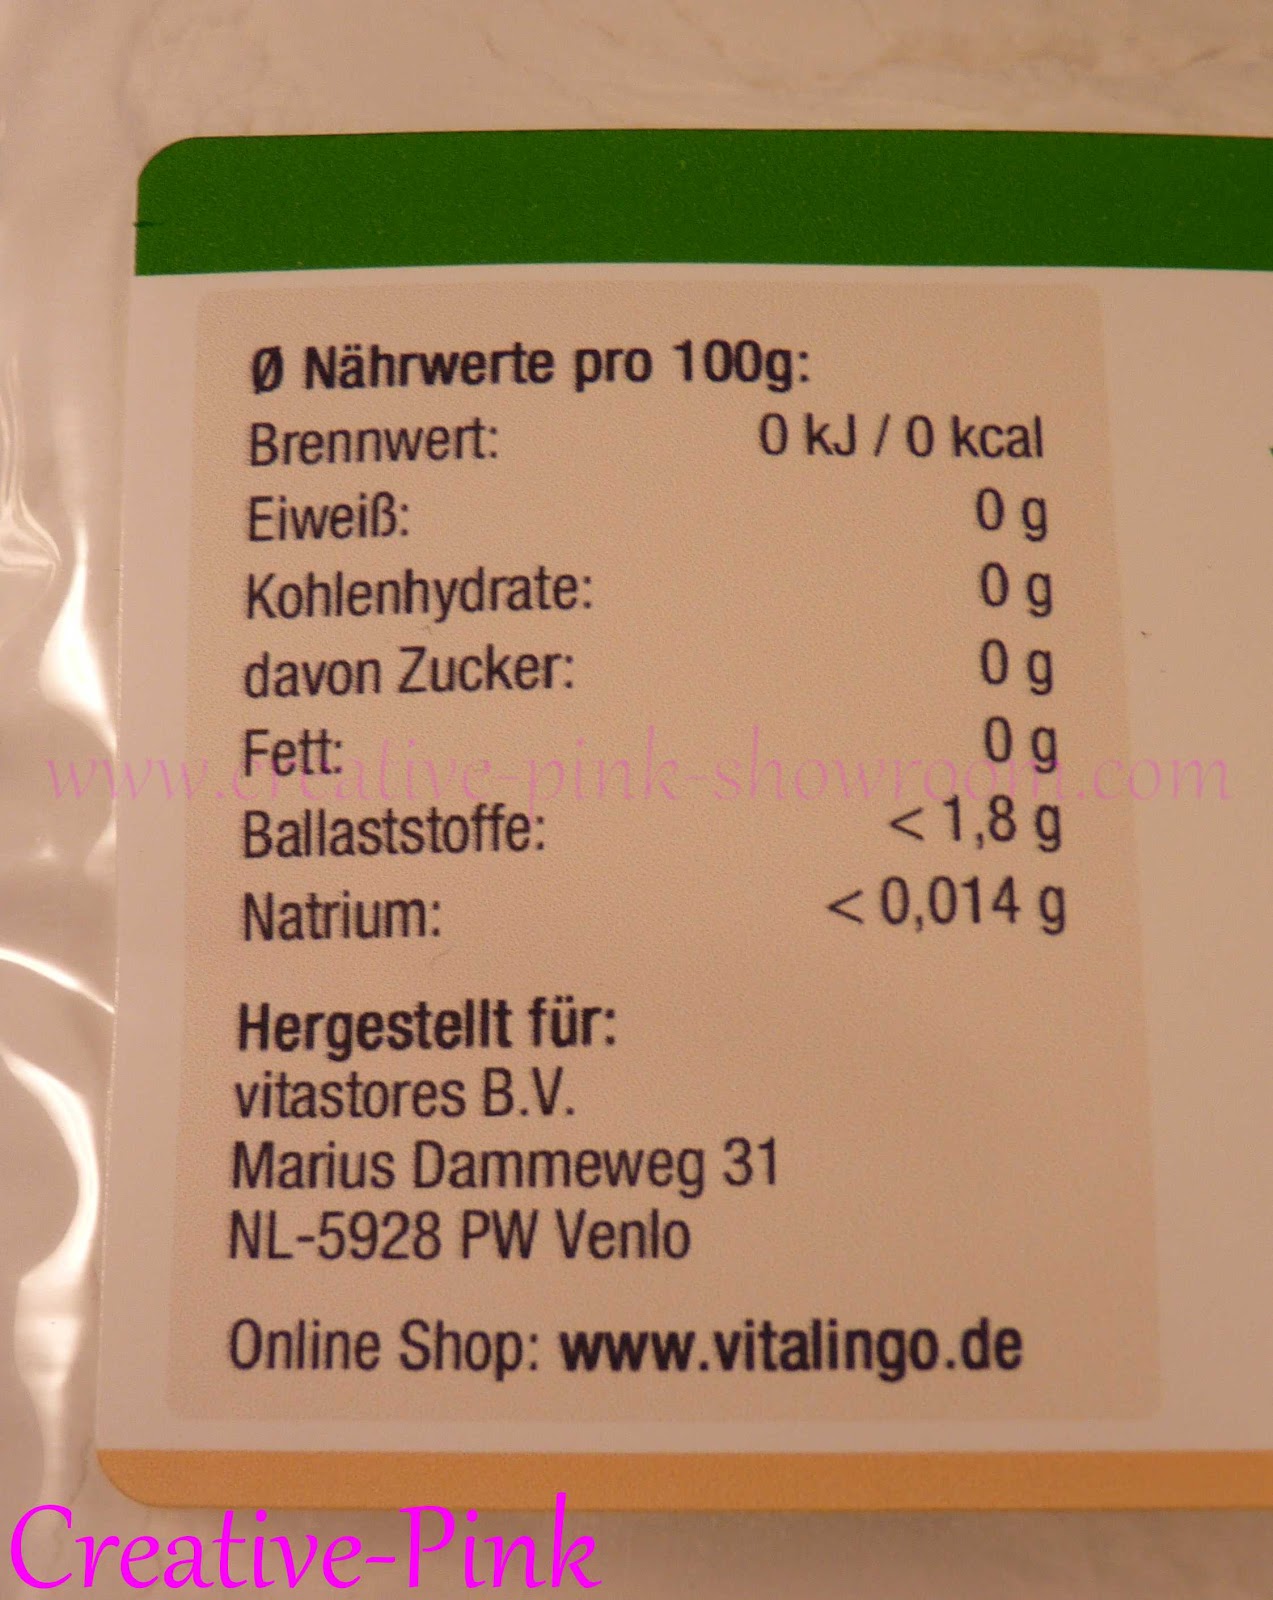 Ø Nährwerte pro 100g:
Brennwert: 0 kJ / 0 kcal
Eiweiß: 0 g
Kohlenhydrate: 0 g
davon Zucker: 0 g
Fett: 0 g
www.creative-pink-showroom.com
Ballaststoffe: < 1,8 g
Natrium: < 0,014 g
Hergestellt für:
vitastores B.V.
Marius Dammeweg 31
NL-5928 PW Venlo
Online Shop: www.vitalingo.de
Creative-Pink